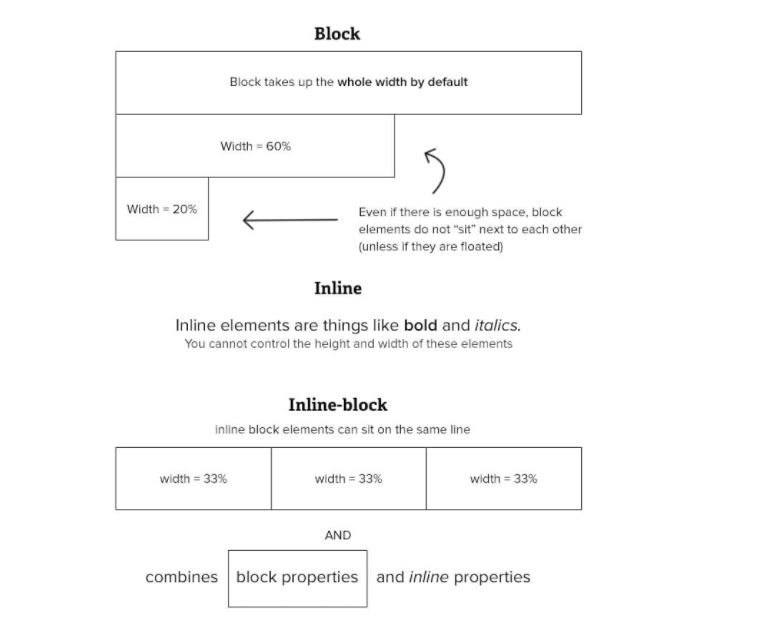 Block
Block takes up the whole width by default
Width = 60%
Width = 20%
Even if there is enough space, block
elements do not “sit” next to each other
(unless if they are floated)
Inline
Inline elements are things like bold and italics.
You cannot control the height and width of these elements
Inline-block
inline block elements can sit on the same line
width = 33%
width = 33%
width = 33%
AND
combines block properties and inline properties